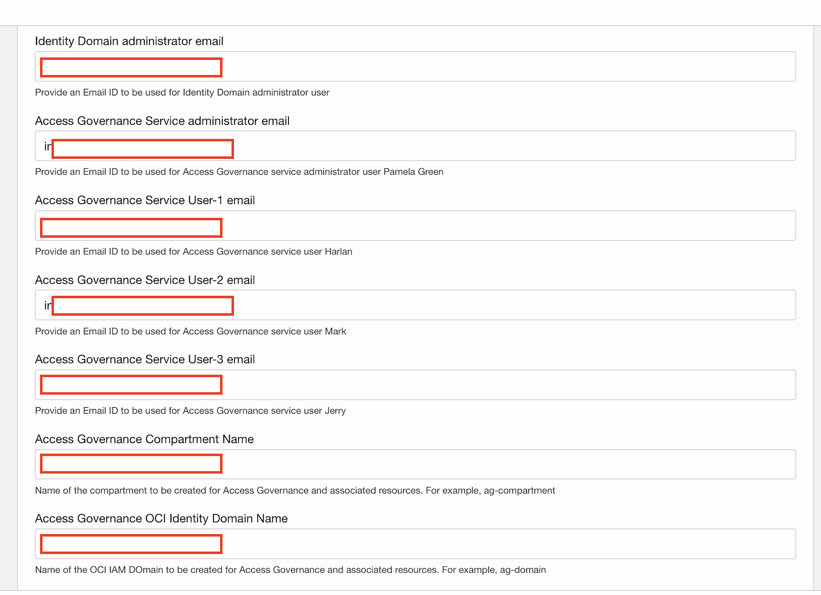 Identity Domain administrator email
Provide an Email ID to be used for Identity Domain administrator user
Access Governance Service administrator email
in
Provide an Email ID to be used for Access Governance service administrator user Pamela Green
Access Governance Service User-1 email
Provide an Email ID to be used for Access Governance service user Harlan
Access Governance Service User-2 email
in
Provide an Email ID to be used for Access Governance service user Mark
Access Governance Service User-3 email
Provide an Email ID to be used for Access Governance service user Jerry
Access Governance Compartment Name
Name of the compartment to be created for Access Governance and associated resources. For example, ag-compartment
Access Governance OCI Identity Domain Name
Name of the OCI IAM DOmain to be created for Access Governance and associated resources. For example, ag-domain